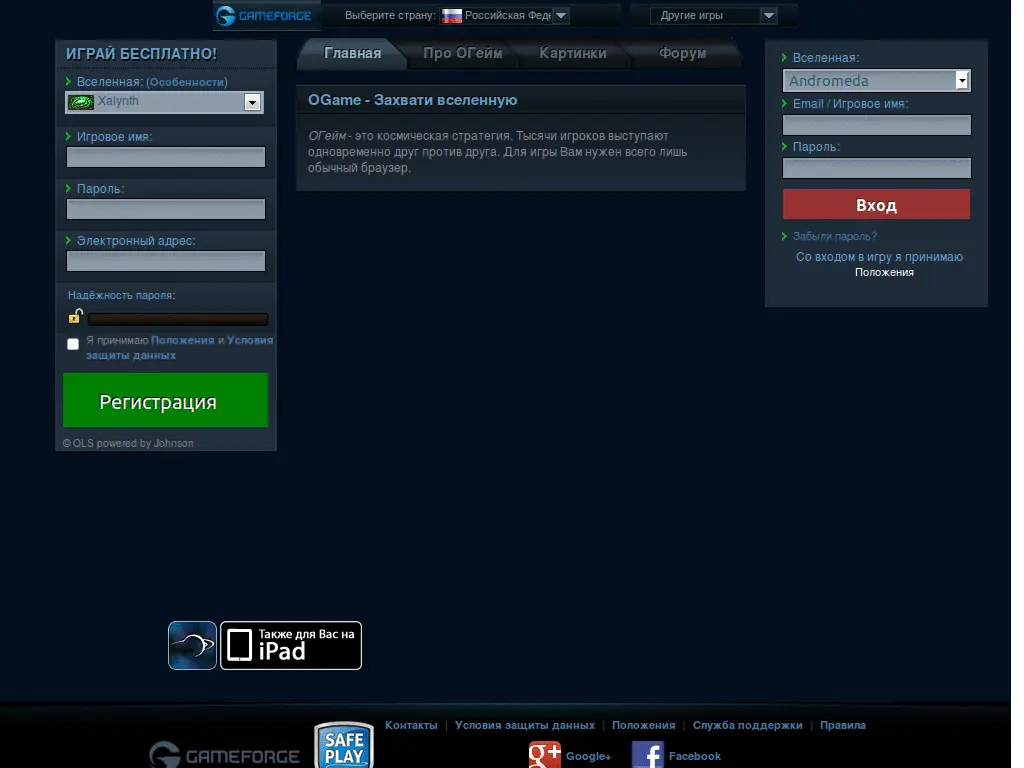 GAMEFORGE
Выберите страну:
Российская Феде
Другие игры
ИГРАЙ БЕСПЛАТНО!
Вселенная: (Особенности)
Xalynth
Игровое имя:
Пароль:
Электронный адрес:
Надёжность пароля:
Я принимаю Положения и Условия
защиты данных
Регистрация
© OLS powered by Johnson
Главная
Про ОГейм
Картинки
Форум
OGame - Захвати вселенную
ОГейм - это космическая стратегия. Тысячи игроков выступают
одновременно друг против друга. Для игры Вам нужен всего лишь
обычный браузер.
Вселенная:
Andromeda
Email / Игровое имя:
Пароль:
Вход
Забыли пароль?
Со входом в игру я принимаю
Положения
Также для Вас на
iPad
GAMEFORGE
SAFE
PLAY
Контакты | Условия защиты данных | Положения | Служба поддержки | Правила
g+ Google+
f Facebook